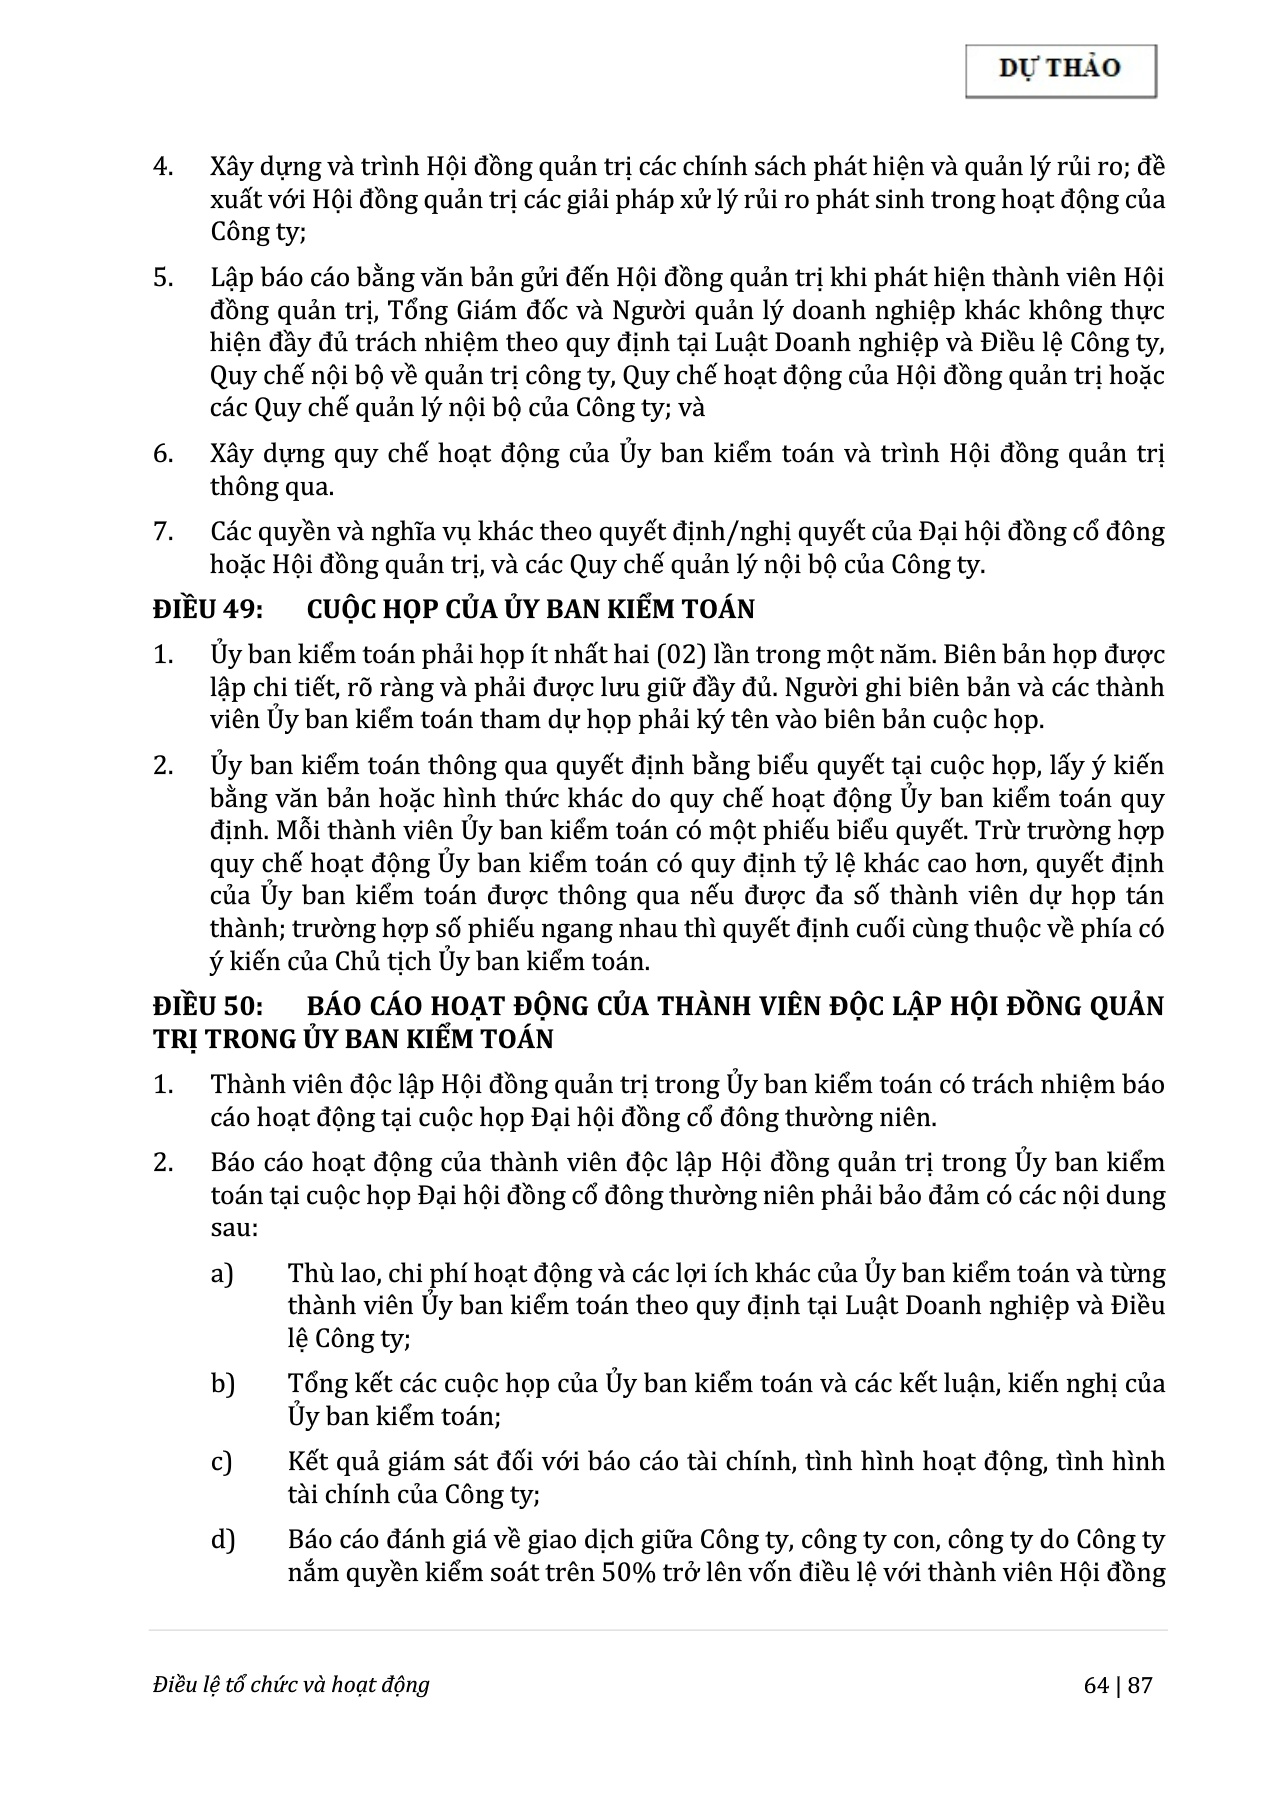 DỰ THẢO
4. Xây dựng và trình Hội đồng quản trị các chính sách phát hiện và quản lý rủi ro; đề
xuất với Hội đồng quản trị các giải pháp xử lý rủi ro phát sinh trong hoạt động của
Công ty;
5. Lập báo cáo bằng văn bản gửi đến Hội đồng quản trị khi phát hiện thành viên Hội
đồng quản trị, Tổng Giám đốc và Người quản lý doanh nghiệp khác không thực
hiện đầy đủ trách nhiệm theo quy định tại Luật Doanh nghiệp và Điều lệ Công ty,
Quy chế nội bộ về quản trị công ty, Quy chế hoạt động của Hội đồng quản trị hoặc
các Quy chế quản lý nội bộ của Công ty; và
6. Xây dựng quy chế hoạt động của Ủy ban kiểm toán và trình Hội đồng quản trị
thông qua.
7. Các quyền và nghĩa vụ khác theo quyết định/nghị quyết của Đại hội đồng cổ đông
hoặc Hội đồng quản trị, và các Quy chế quản lý nội bộ của Công ty.
ĐIỀU 49: CUỘC HỌP CỦA ỦY BAN KIỂM TOÁN
1. Ủy ban kiểm toán phải họp ít nhất hai (02) lần trong một năm. Biên bản họp được
lập chi tiết, rõ ràng và phải được lưu giữ đầy đủ. Người ghi biên bản và các thành
viên Ủy ban kiểm toán tham dự họp phải ký tên vào biên bản cuộc họp.
2. Ủy ban kiểm toán thông qua quyết định bằng biểu quyết tại cuộc họp, lấy ý kiến
bằng văn bản hoặc hình thức khác do quy chế hoạt động Ủy ban kiểm toán quy
định. Mỗi thành viên Ủy ban kiểm toán có một phiếu biểu quyết. Trừ trường hợp
quy chế hoạt động Ủy ban kiểm toán có quy định tỷ lệ khác cao hơn, quyết định
của Ủy ban kiểm toán được thông qua nếu được đa số thành viên dự họp tán
thành; trường hợp số phiếu ngang nhau thì quyết định cuối cùng thuộc về phía có
ý kiến của Chủ tịch Ủy ban kiểm toán.
ĐIỀU 50: BÁO CÁO HOẠT ĐỘNG CỦA THÀNH VIÊN ĐỘC LẬP HỘI ĐỒNG QUẢN
TRỊ TRONG ỦY BAN KIỂM TOÁN
1. Thành viên độc lập Hội đồng quản trị trong Ủy ban kiểm toán có trách nhiệm báo
cáo hoạt động tại cuộc họp Đại hội đồng cổ đông thường niên.
2. Báo cáo hoạt động của thành viên độc lập Hội đồng quản trị trong Ủy ban kiểm
toán tại cuộc họp Đại hội đồng cổ đông thường niên phải bảo đảm có các nội dung
sau:
a) Thù lao, chi phí hoạt động và các lợi ích khác của Ủy ban kiểm toán và từng
thành viên Ủy ban kiểm toán theo quy định tại Luật Doanh nghiệp và Điều
lệ Công ty;
b) Tổng kết các cuộc họp của Ủy ban kiểm toán và các kết luận, kiến nghị của
Ủy ban kiểm toán;
c) Kết quả giám sát đối với báo cáo tài chính, tình hình hoạt động, tình hình
tài chính của Công ty;
d) Báo cáo đánh giá về giao dịch giữa Công ty, công ty con, công ty do Công ty
nắm quyền kiểm soát trên 50% trở lên vốn điều lệ với thành viên Hội đồng
Điều lệ tổ chức và hoạt động 64 | 87